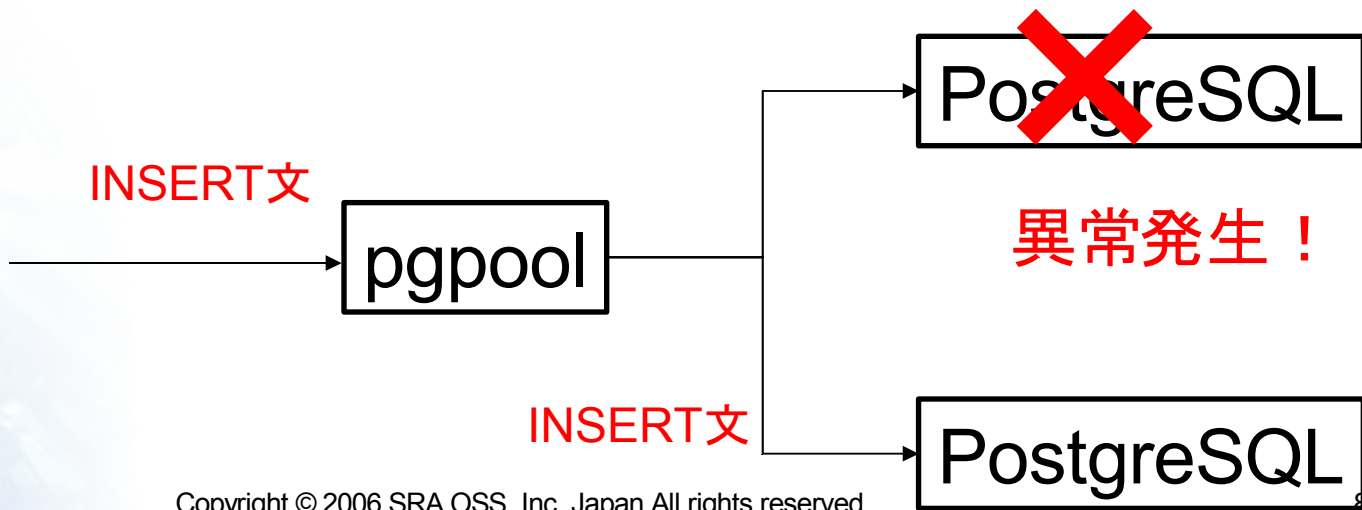 PostgreSQL
INSERT文
pgpool
異常発生！
INSERT文
PostgreSQL
Copyright © 2006 SRA OSS, Inc. Japan All rights reserved.